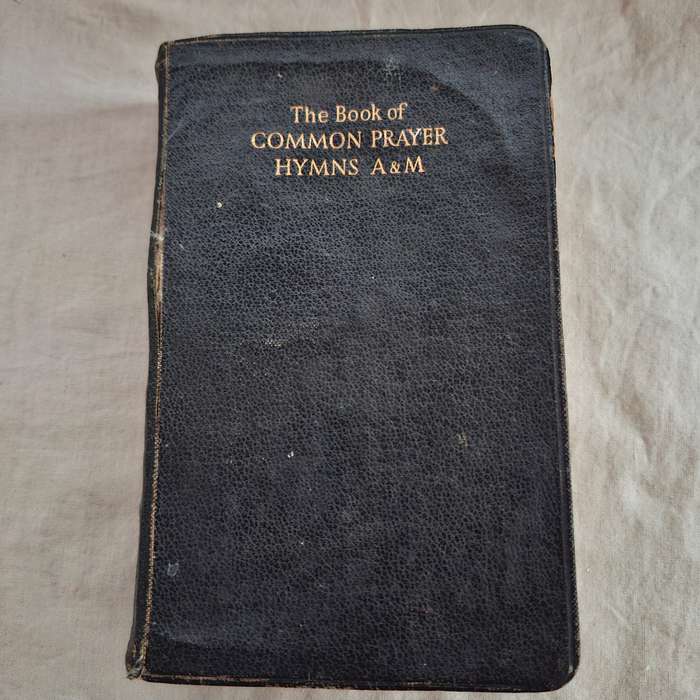 The Book of
COMMON PRAYER
HYMNS A & M